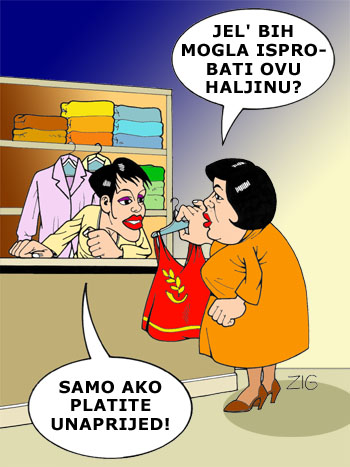 JEL' BIH
MOGLA ISPRO-
BATI OVU
HALJINU?
SAMO AKO
PLATITE
UNAPRIJED!
ZIG